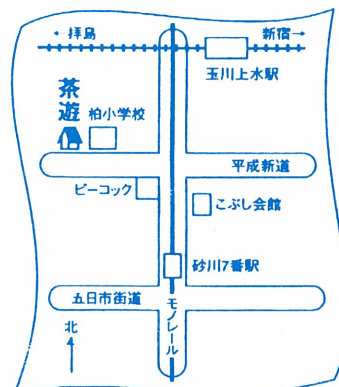 ←拝島
新宿→
玉川上水駅
茶遊
柏小学校
平成新道
ピーコック
こぶし会館
砂川7番駅
五日市街道
モノレール
北